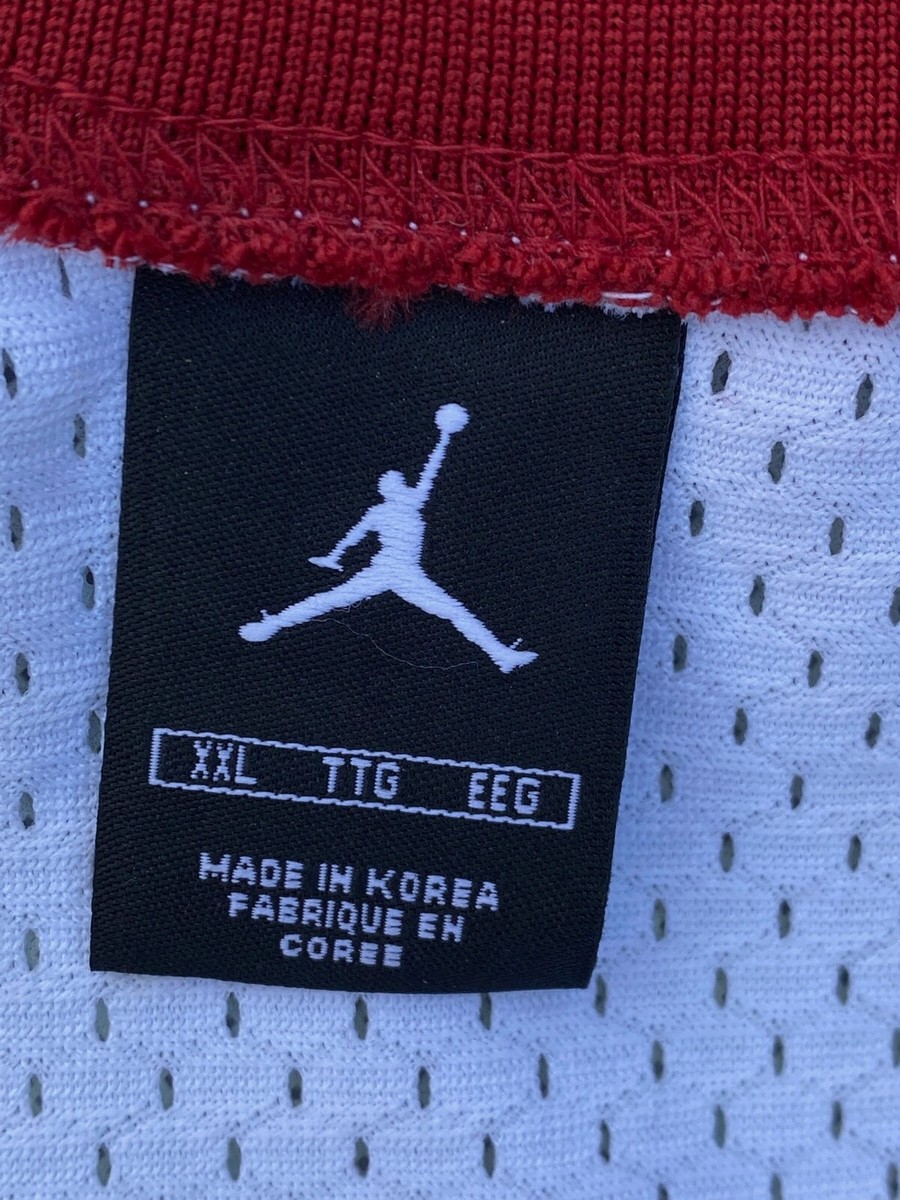 XXL TTG EEG
MADE IN KOREA
FABRIQUE EN
COREE